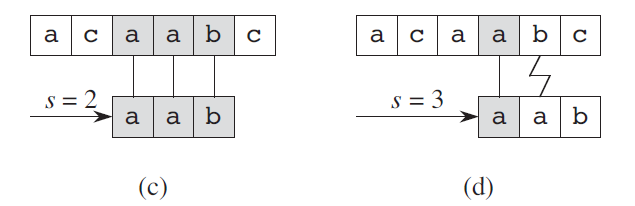 a c a a b c
s = 2
a a b
(c)
a c a a b c
s = 3
a a b
(d)